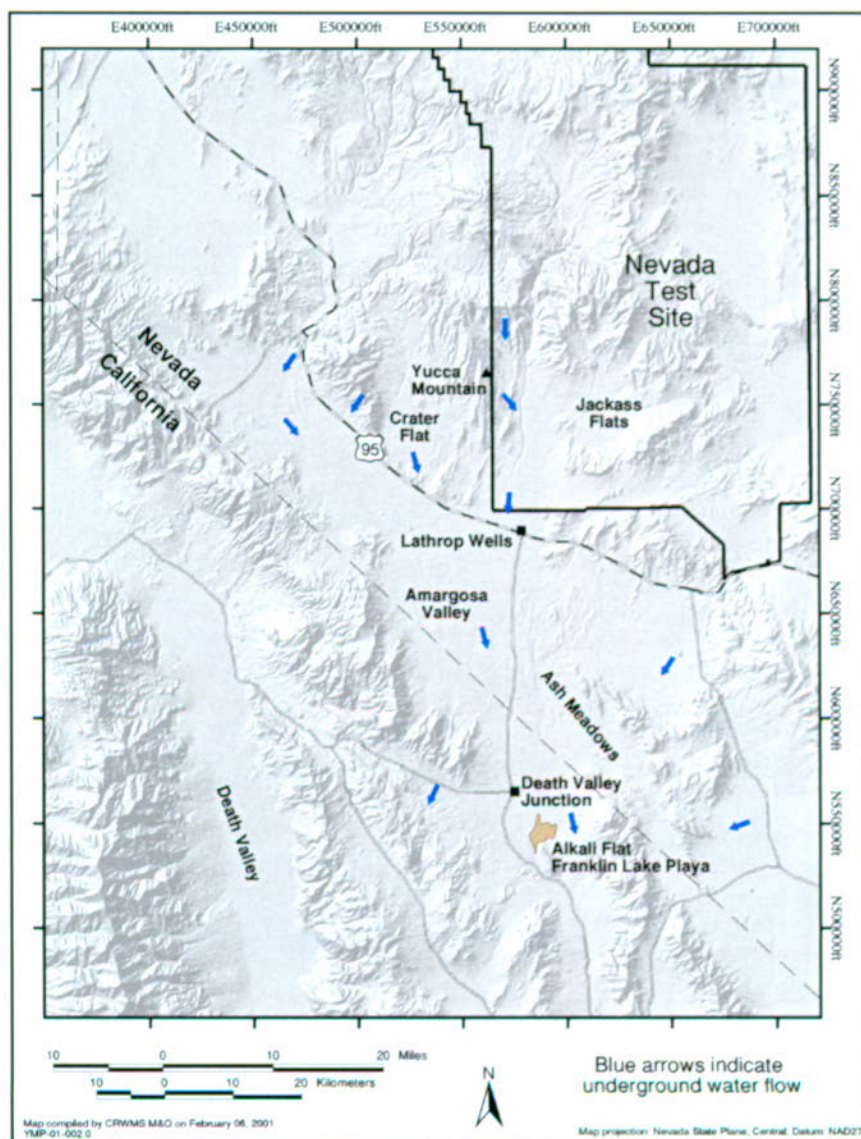 E400000ft E450000ft E500000ft E550000ft E600000ft E650000ft E700000ft
N900000ft
N850000ft
N800000ft
N750000ft
N700000ft
N650000ft
N600000ft
N550000ft
N500000ft
Nevada
Test
Site
Nevada
California
Yucca
Mountain
Jackass
Flats
Crater
Flat
95
Lathrop Wells
Amargosa
Valley
Ash Meadows
Death Valley
Junction
Death Valley
Alkali Flat
Franklin Lake Playa
10 0 10 20 Miles
10 0 10 20 Kilometers
N
Blue arrows indicate
underground water flow
Map compiled by CRWMS M&O on February 06, 2001
YMP-01-002.0
Map projection: Nevada State Plane, Central, Datum: NAD27